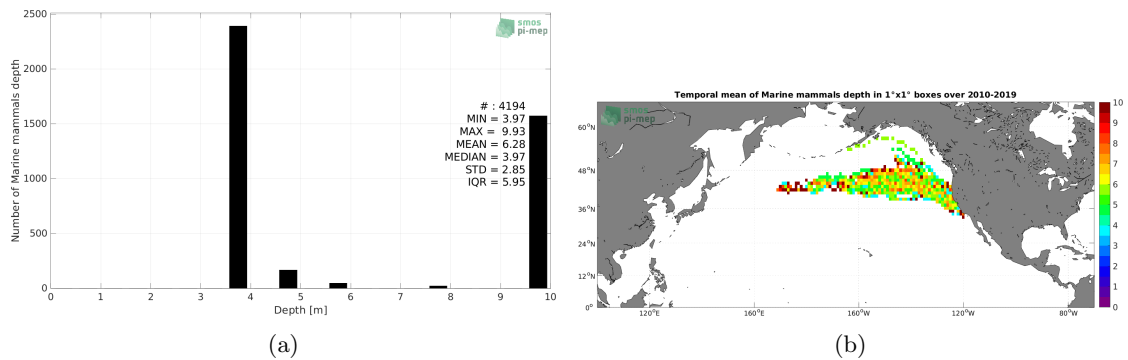 2500
2000
1500
1000
500
0
Number of Marine mammals depth
smos
pi-mep
# : 4194
MIN = 3.97
MAX = 9.93
MEAN = 6.28
MEDIAN = 3.97
STD = 2.85
IQR = 5.95
0 1 2 3 4 5 6 7 8 9 10
Depth [m]
(a)
Temporal mean of Marine mammals depth in 1°x1° boxes over 2010-2019
smos
pi-mep
60°N
48°N
36°N
24°N
12°N
0°
120°E 160°E 160°W 120°W 80°W
10
9
8
7
6
5
4
3
2
1
0
(b)